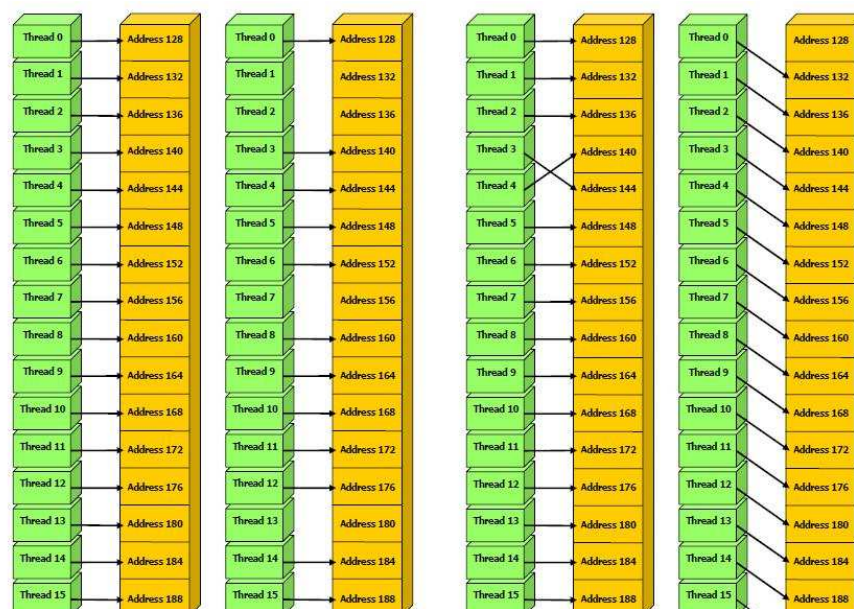 Thread 0 Address 128 Thread 0 Address 128 Thread 0 Address 128 Thread 0 Address 128
Thread 1 Address 132 Thread 1 Address 132 Thread 1 Address 132 Thread 1 Address 132
Thread 2 Address 136 Thread 2 Address 136 Thread 2 Address 136 Thread 2 Address 136
Thread 3 Address 140 Thread 3 Address 140 Thread 3 Address 140 Thread 3 Address 140
Thread 4 Address 144 Thread 4 Address 144 Thread 4 Address 144 Thread 4 Address 144
Thread 5 Address 148 Thread 5 Address 148 Thread 5 Address 148 Thread 5 Address 148
Thread 6 Address 152 Thread 6 Address 152 Thread 6 Address 152 Thread 6 Address 152
Thread 7 Address 156 Thread 7 Address 156 Thread 7 Address 156 Thread 7 Address 156
Thread 8 Address 160 Thread 8 Address 160 Thread 8 Address 160 Thread 8 Address 160
Thread 9 Address 164 Thread 9 Address 164 Thread 9 Address 164 Thread 9 Address 164
Thread 10 Address 168 Thread 10 Address 168 Thread 10 Address 168 Thread 10 Address 168
Thread 11 Address 172 Thread 11 Address 172 Thread 11 Address 172 Thread 11 Address 172
Thread 12 Address 176 Thread 12 Address 176 Thread 12 Address 176 Thread 12 Address 176
Thread 13 Address 180 Thread 13 Address 180 Thread 13 Address 180 Thread 13 Address 180
Thread 14 Address 184 Thread 14 Address 184 Thread 14 Address 184 Thread 14 Address 184
Thread 15 Address 188 Thread 15 Address 188 Thread 15 Address 188 Thread 15 Address 188